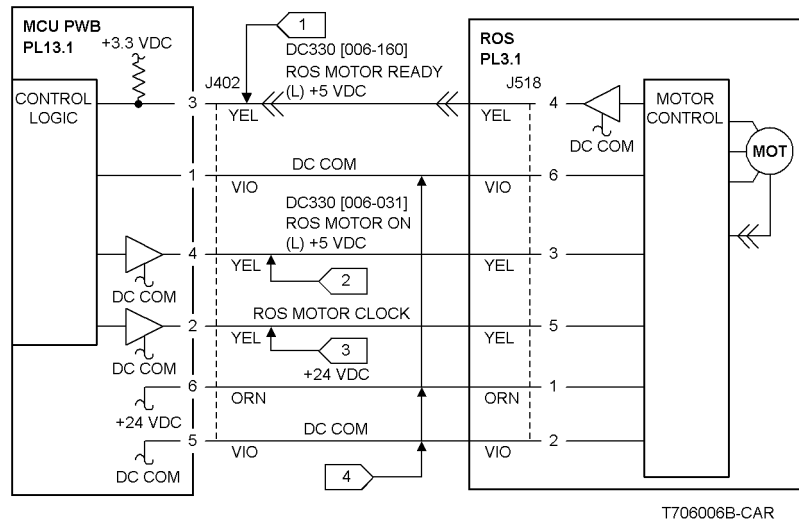 MCU PWB
PL13.1
+3.3 VDC
CONTROL
LOGIC
J402
1
DC330 [006-160]
ROS MOTOR READY
(L) +5 VDC
ROS
PL3.1
J518
3
YEL
YEL
4
DC COM
MOTOR
CONTROL
MOT
1
VIO
DC COM
VIO
6
DC330 [006-031]
ROS MOTOR ON
(L) +5 VDC
4
YEL
YEL
3
DC COM
2
ROS MOTOR CLOCK
2
YEL
YEL
5
DC COM
3
+24 VDC
6
ORN
ORN
1
+24 VDC
DC COM
5
VIO
VIO
2
DC COM
4
T706006B-CAR